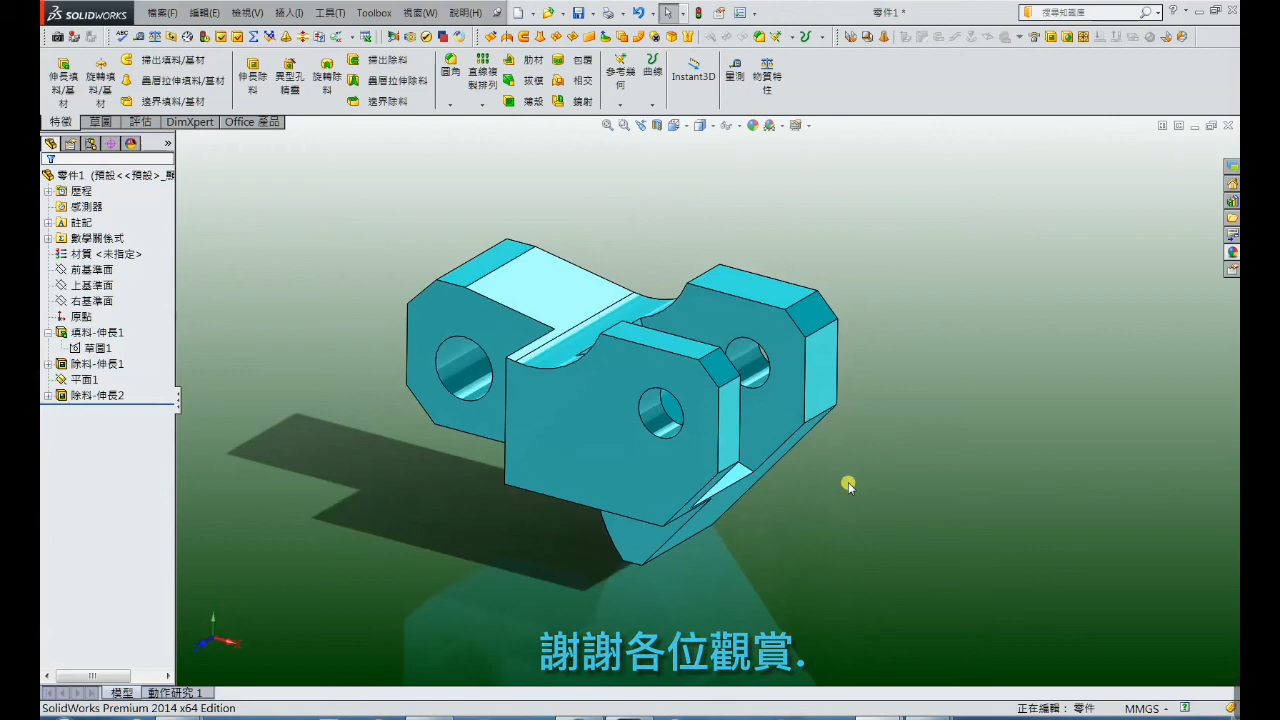 SOLIDWORKS 檔案(F) 編輯(E) 檢視(V) 插入(I) 工具(T) Toolbox 視窗(W) 說明(H) 零件1 * 搜尋知識庫
伸長填料/基材 旋轉填料/基材 掃出填料/基材 疊層拉伸填料/基材 邊界填料/基材 伸長除料 異型孔精靈 旋轉除料 掃出除料 疊層拉伸除料 邊界除料 圓角 直線複製排列 肋材 拔模 薄殼 包覆 相交 鏡射 參考幾何 曲線 Instant3D 量測 物質特性
特徵 草圖 評估 DimXpert Office 產品
零件1 (預設<<預設>_顯
歷程
感測器
註記
數學關係式
材質 <未指定>
前基準面
上基準面
右基準面
原點
填料-伸長1
草圖1
除料-伸長1
平面1
除料-伸長2
謝謝各位觀賞.
模型 動作研究 1
SolidWorks Premium 2014 x64 Edition 正在編輯: 零件 MMGS